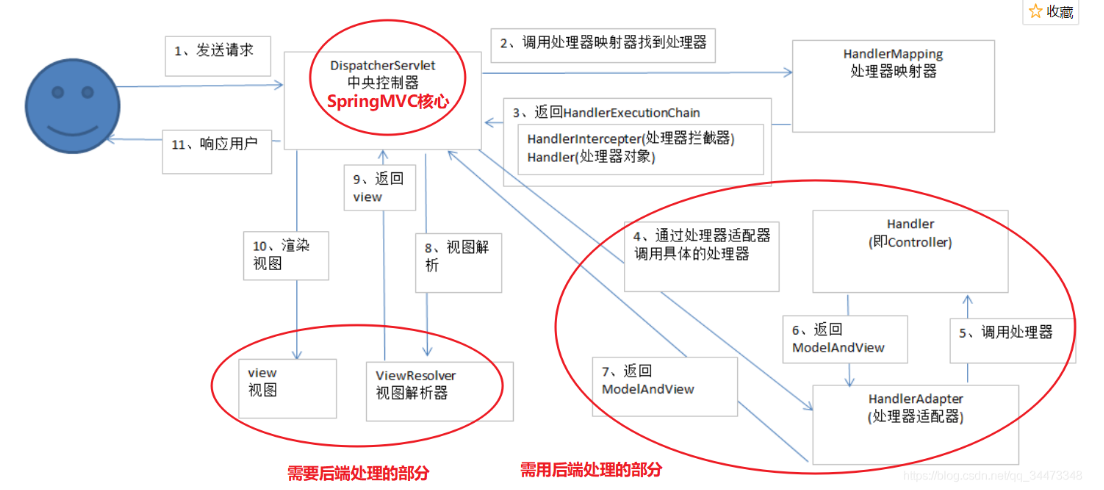 收藏
1、发送请求
2、调用处理器映射器找到处理器
DispatcherServlet
中央控制器
SpringMVC核心
HandlerMapping
处理器映射器
3、返回HandlerExecutionChain
HandlerIntercepter(处理器拦截器)
Handler(处理器对象)
11、响应用户
9、返回
view
10、渲染
视图
8、视图解
析
4、通过处理器适配器
调用具体的处理器
Handler
(即Controller)
6、返回
ModelAndView
5、调用处理器
7、返回
ModelAndView
view
视图
ViewResolver
视图解析器
HandlerAdapter
(处理器适配器)
需要后端处理的部分
需用后端处理的部分
https://blog.csdn.net/qq_34473348